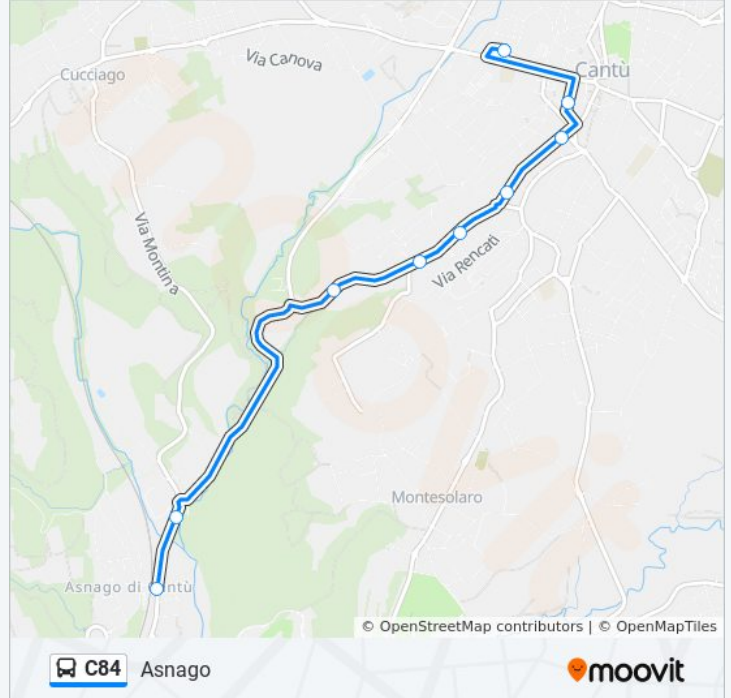 Via Canova
Cucciago
Cantù
Via Montina
Via Rencati
Montesolaro
Asnago di Cantù
© OpenStreetMap contributors | © OpenMapTiles
C84 Asnago
moovit